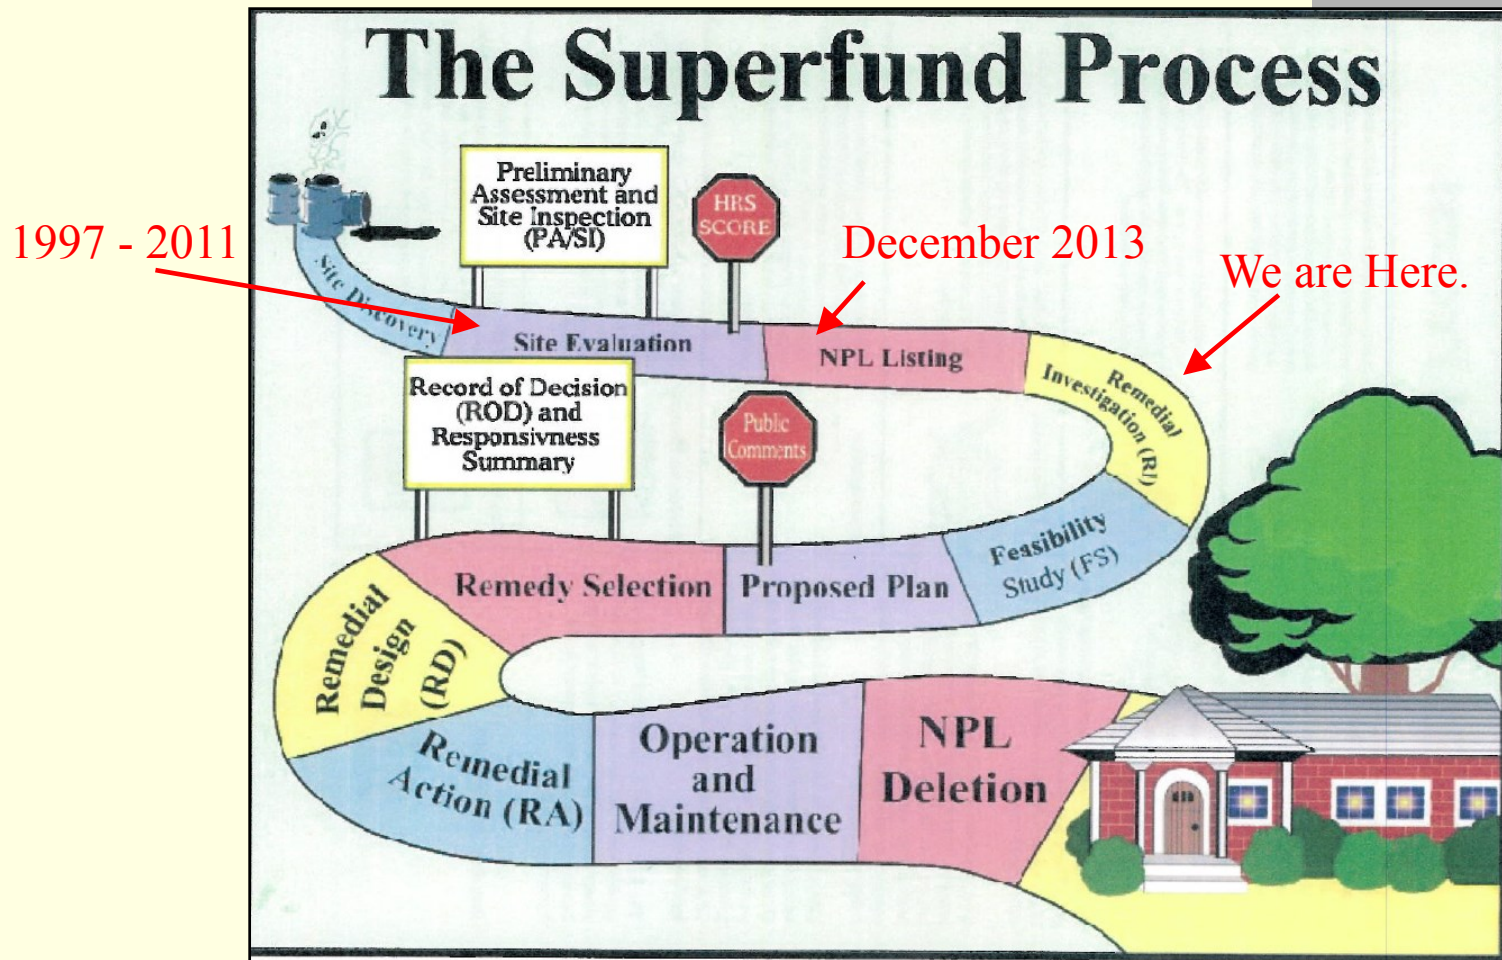 The Superfund Process
Preliminary
Assessment and
Site Inspection
(PA/SI)
HRS
SCORE
1997 - 2011
December 2013
We are Here.
Site Discovery
Site Evaluation
NPL Listing
Remedial
Investigation (RI)
Record of Decision
(ROD) and
Responsivness
Summary
Public
Comments
Feasibility
Study (FS)
Proposed Plan
Remedy Selection
Remedial
Design
(RD)
Remedial
Action (RA)
Operation
and
Maintenance
NPL
Deletion